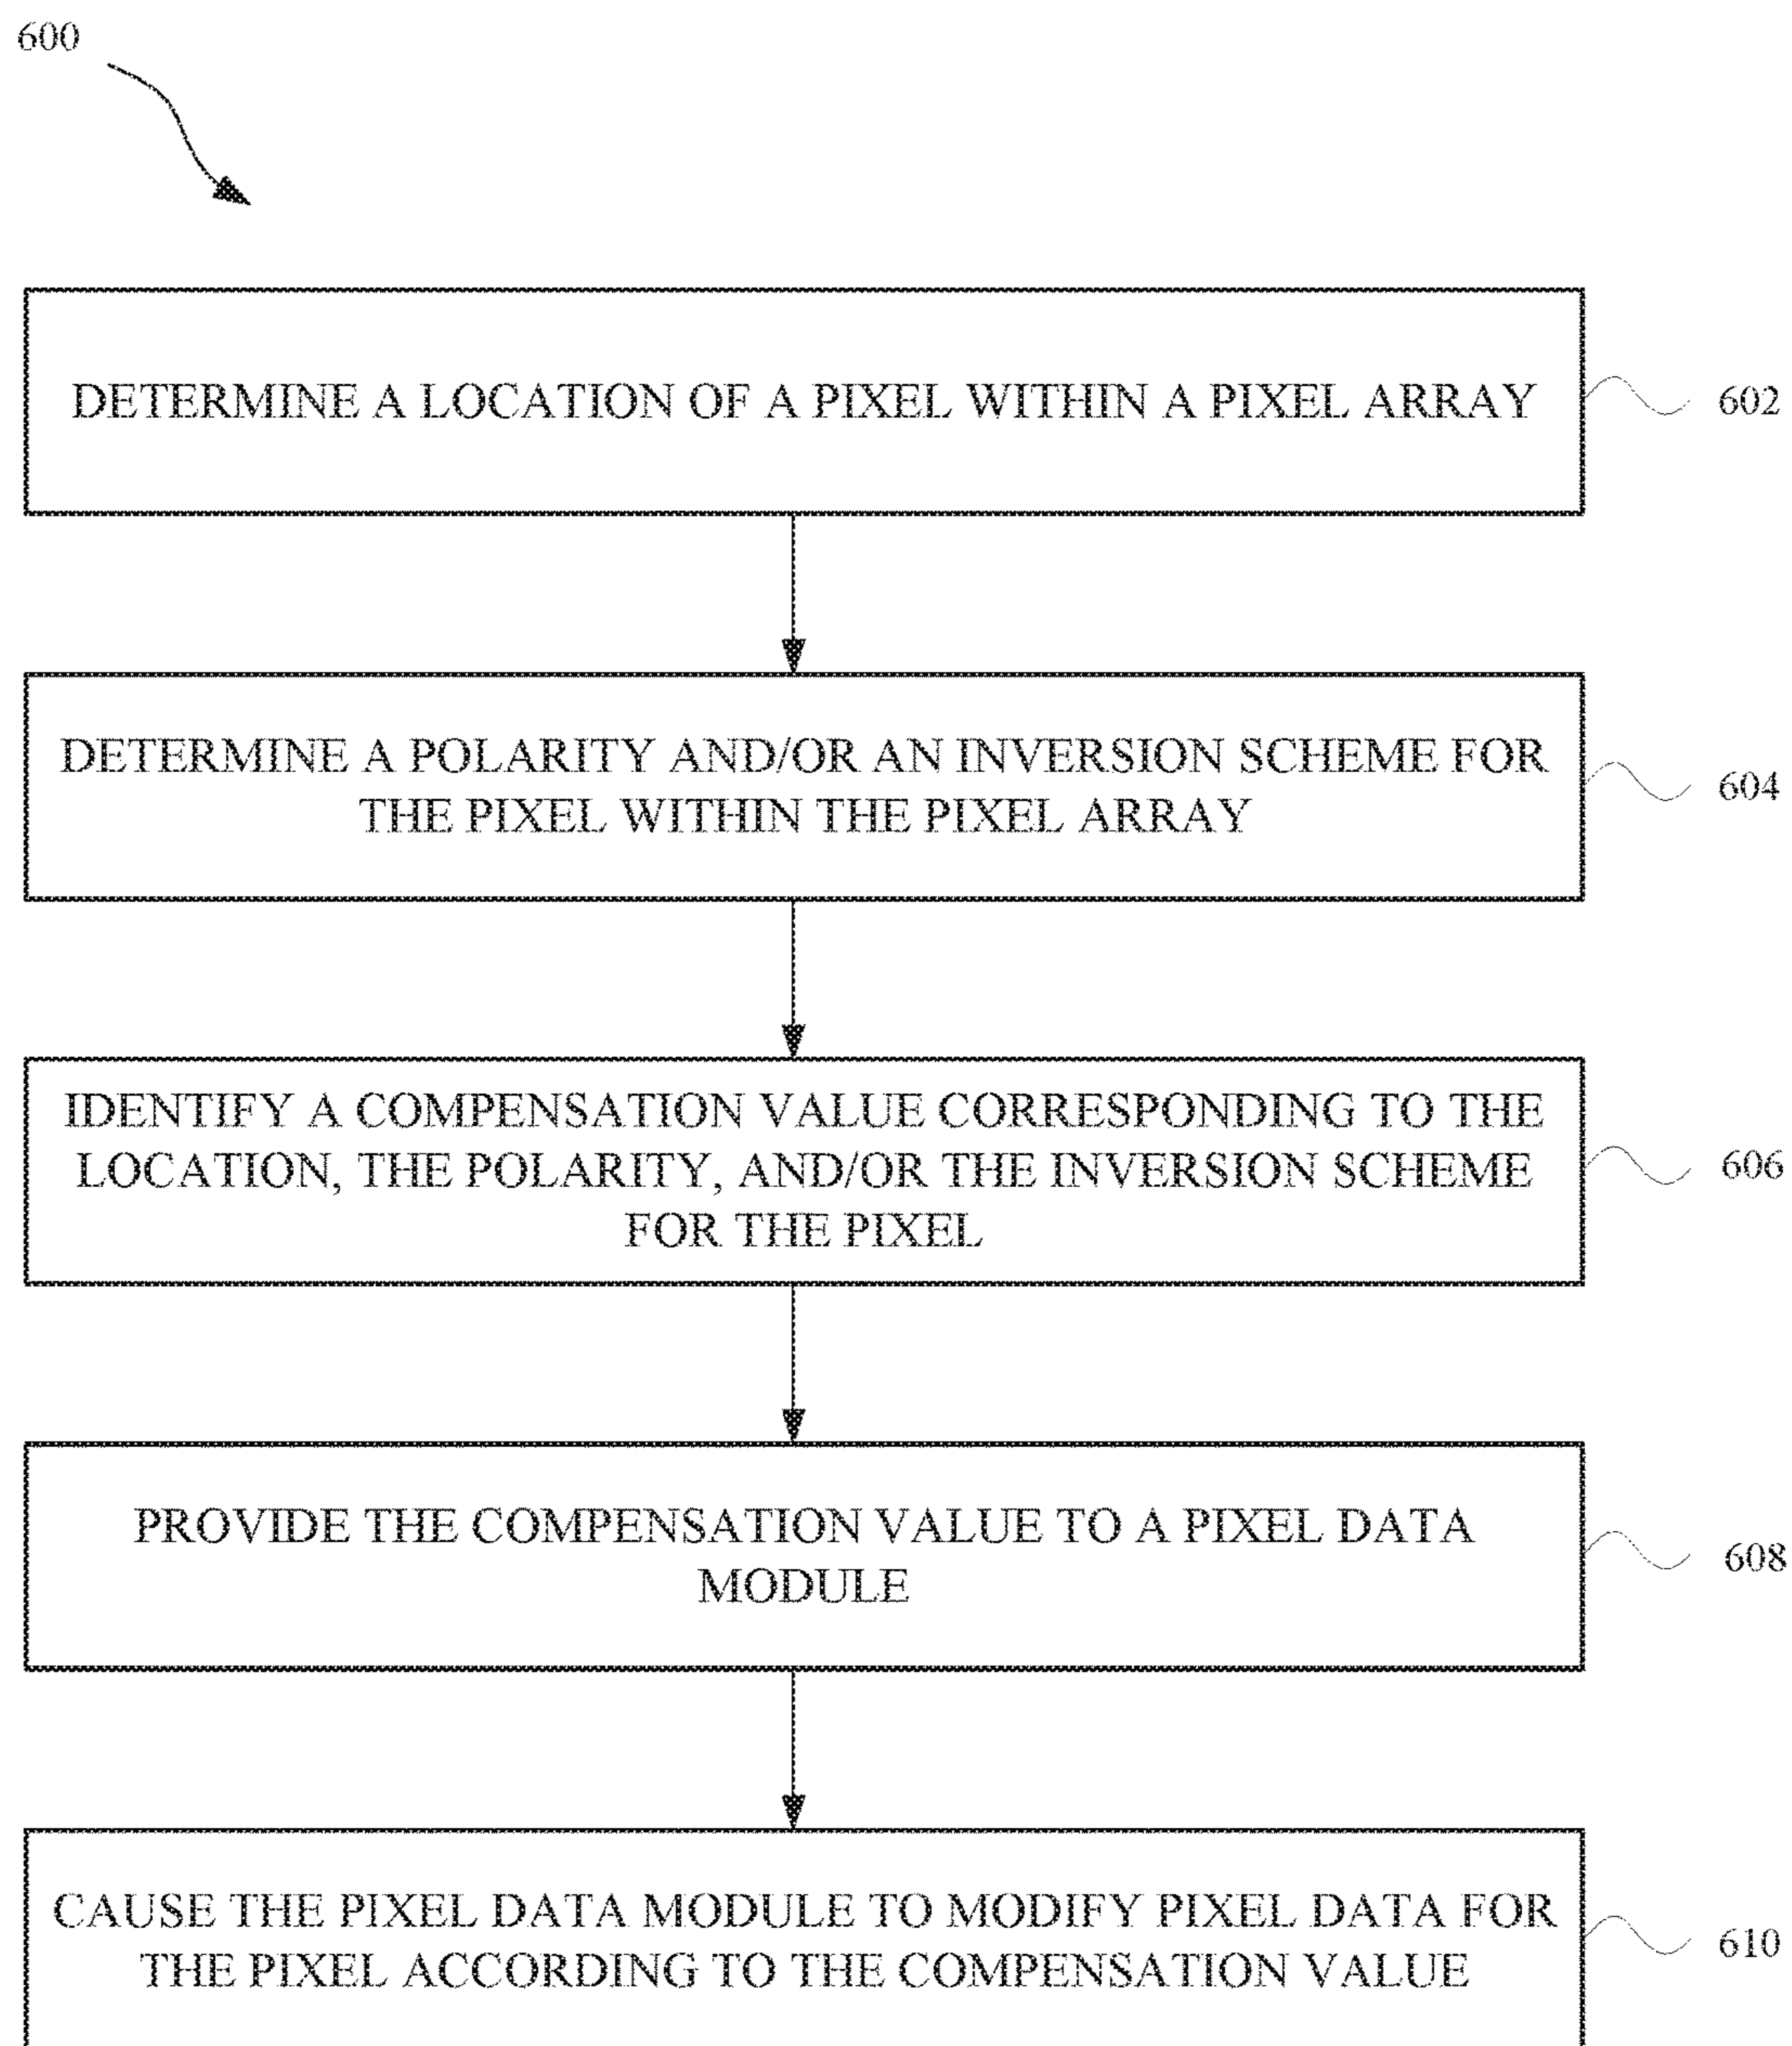 600
DETERMINE A LOCATION OF A PIXEL WITHIN A PIXEL ARRAY
602
DETERMINE A POLARITY AND/OR AN INVERSION SCHEME FOR
THE PIXEL WITHIN THE PIXEL ARRAY
604
IDENTIFY A COMPENSATION VALUE CORRESPONDING TO THE
LOCATION, THE POLARITY, AND/OR THE INVERSION SCHEME
FOR THE PIXEL
606
PROVIDE THE COMPENSATION VALUE TO A PIXEL DATA
MODULE
608
CAUSE THE PIXEL DATA MODULE TO MODIFY PIXEL DATA FOR
THE PIXEL ACCORDING TO THE COMPENSATION VALUE
610